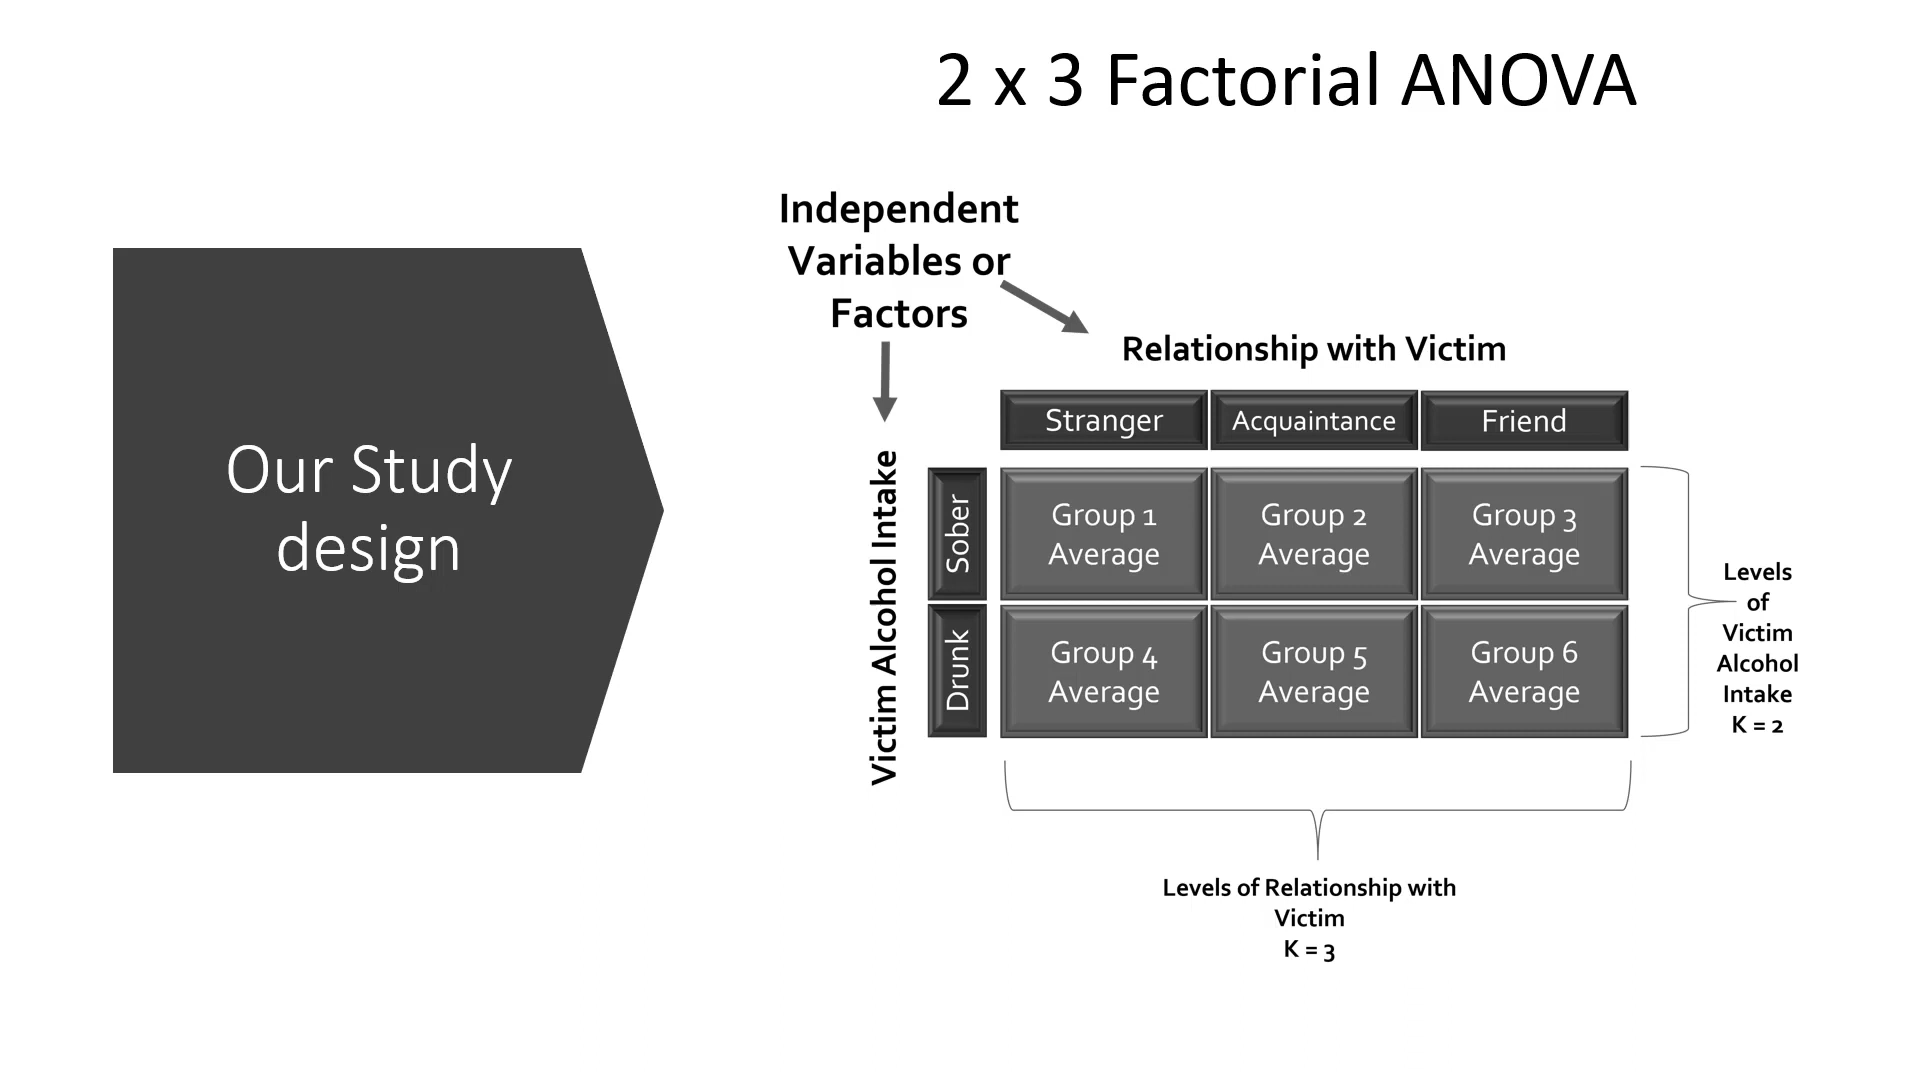 2 x 3 Factorial ANOVA
Our Study
design
Independent
Variables or
Factors
Relationship with Victim
Victim Alcohol Intake
Stranger
Acquaintance
Friend
Sober
Group 1
Average
Group 2
Average
Group 3
Average
Drunk
Group 4
Average
Group 5
Average
Group 6
Average
Levels
of
Victim
Alcohol
Intake
K = 2
Levels of Relationship with
Victim
K = 3